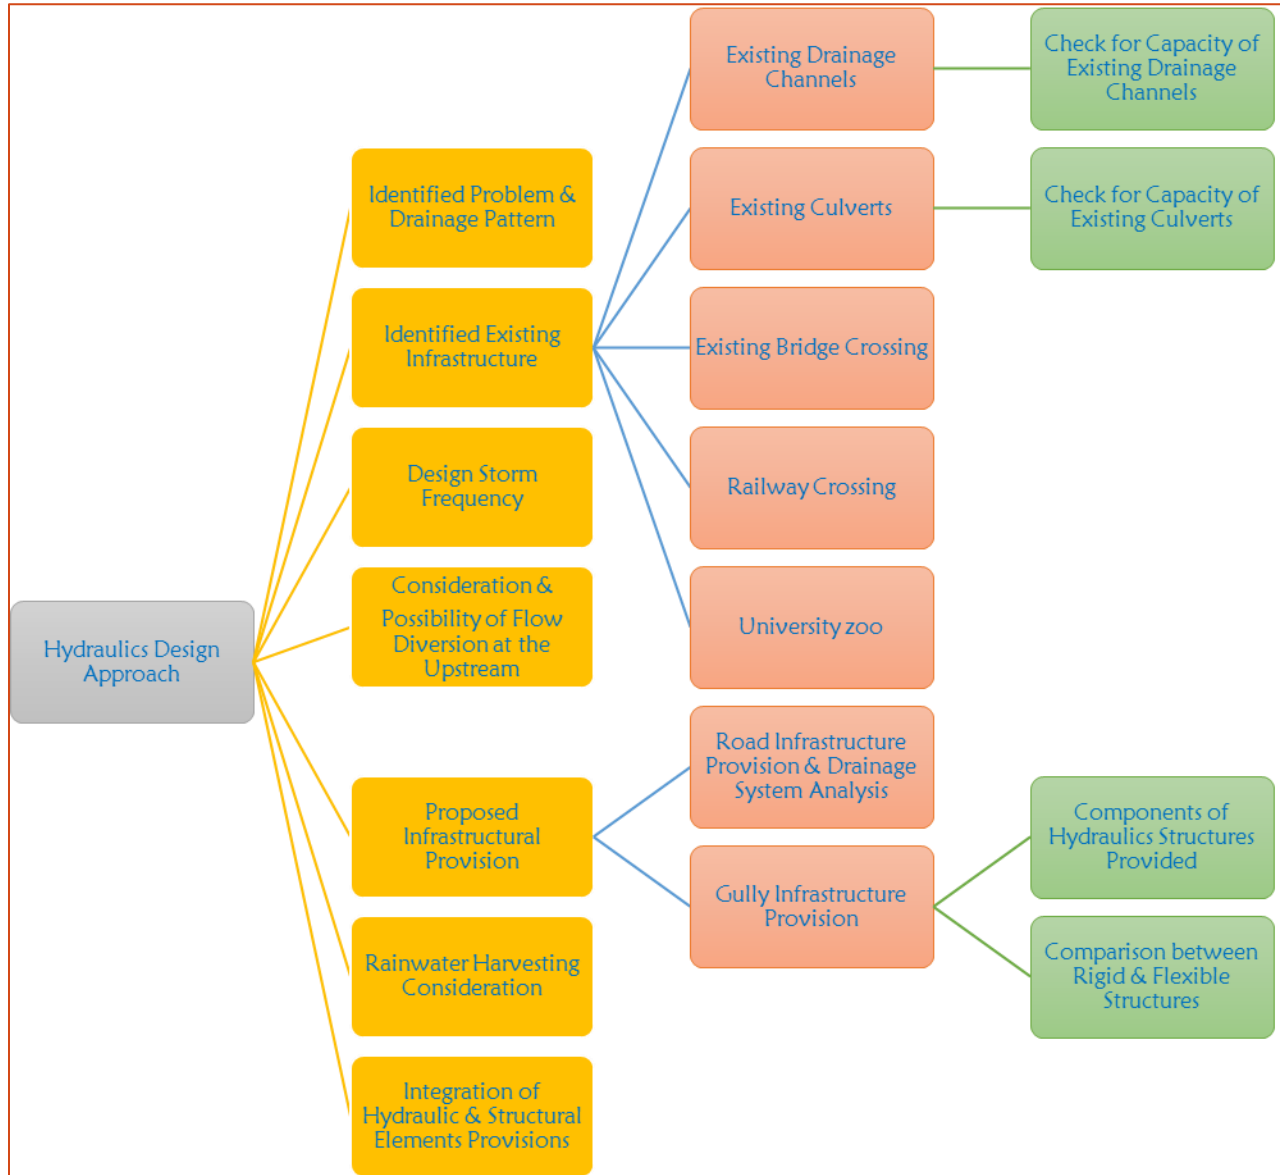 Hydraulics Design
Approach
Identified Problem &
Drainage Pattern
Identified Existing
Infrastructure
Design Storm
Frequency
Consideration &
Possibility of Flow
Diversion at the
Upstream
Proposed
Infrastructural
Provision
Rainwater Harvesting
Consideration
Integration of
Hydraulic & Structural
Elements Provisions
Existing Drainage
Channels
Existing Culverts
Existing Bridge Crossing
Railway Crossing
University zoo
Road Infrastructure
Provision & Drainage
System Analysis
Gully Infrastructure
Provision
Check for Capacity of
Existing Drainage
Channels
Check for Capacity of
Existing Culverts
Components of
Hydraulics Structures
Provided
Comparison between
Rigid & Flexible
Structures